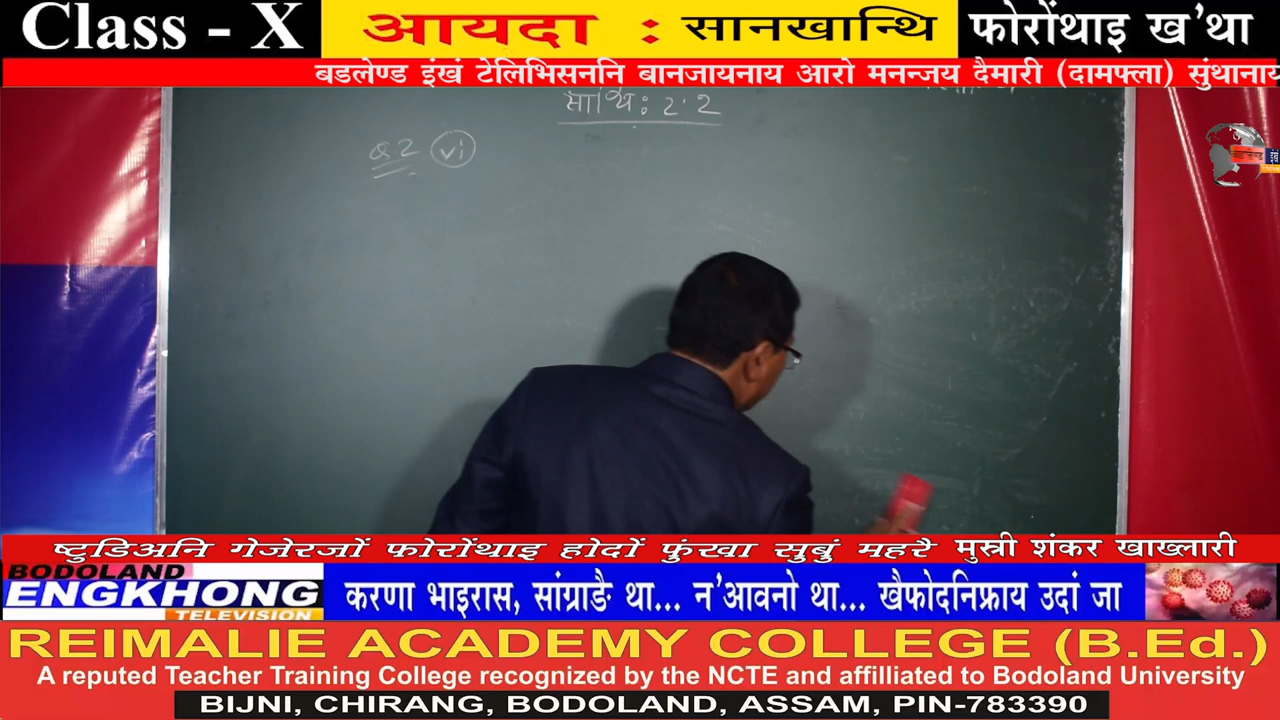 Class - X
आयदा : सानखान्थि
फोरोंथाइ ख'था
बडलेण्ड इंखं टेलिभिसननि बानजायनाय आरो मनन्जय दैमारी (दामफ्ला) सुंथानाय
सांथि: 2.2
Q2 (vi)
ष्टुडिअनि गेजेरजों फोरोंथाइ होदों फुंखा सुबुं महरै मुस्री शंकर खाख्लारी
BODOLAND
ENGKHONG
TELEVISION
करणा भाइरास, सांग्राङै था... न'आवनो था... खैफोदनिफ्राय उदां जा
REIMALIE ACADEMY COLLEGE (B.Ed.)
A reputed Teacher Training College recognized by the NCTE and affilliated to Bodoland University
BIJNI, CHIRANG, BODOLAND, ASSAM, PIN-783390